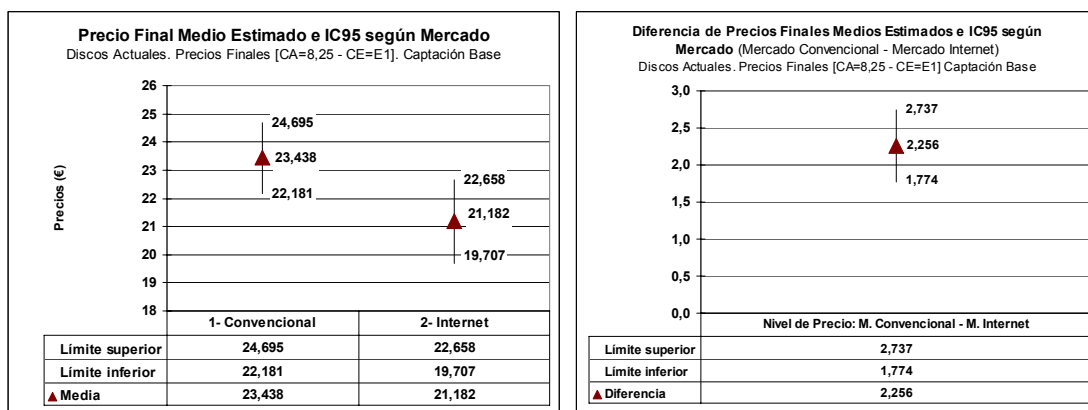 Precio Final Medio Estimado e IC95 según Mercado
Discos Actuales. Precios Finales [CA=8,25 - CE=E1]. Captación Base
26
25
24
23
22
21
20
19
18
Precios (€)
24,695
23,438
22,181
22,658
21,182
19,707
1- Convencional 2- Internet
Límite superior 24,695 22,658
Límite inferior 22,181 19,707
Media 23,438 21,182
Diferencia de Precios Finales Medios Estimados e IC95 según
Mercado (Mercado Convencional - Mercado Internet)
Discos Actuales. Precios Finales [CA=8,25 - CE=E1] Captación Base
3,0
2,5
2,0
1,5
1,0
0,5
0,0
2,737
2,256
1,774
Nivel de Precio: M. Convencional - M. Internet
Límite superior 2,737
Límite inferior 1,774
Diferencia 2,256